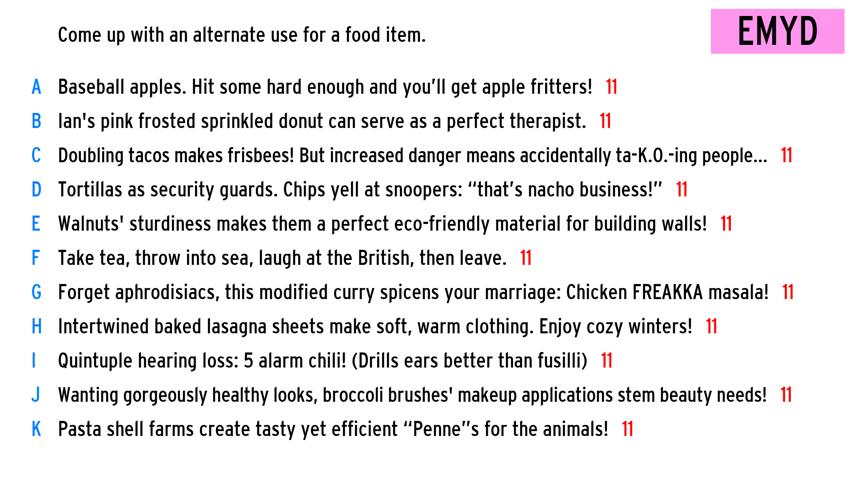 Come up with an alternate use for a food item.
EMYD
A Baseball apples. Hit some hard enough and you'll get apple fritters! 11
B Ian's pink frosted sprinkled donut can serve as a perfect therapist. 11
C Doubling tacos makes frisbees! But increased danger means accidentally ta-K.O.-ing people... 11
D Tortillas as security guards. Chips yell at snoopers: “that's nacho business!” 11
E Walnuts' sturdiness makes them a perfect eco-friendly material for building walls! 11
F Take tea, throw into sea, laugh at the British, then leave. 11
G Forget aphrodisiacs, this modified curry spicens your marriage: Chicken FREAKKA masala! 11
H Intertwined baked lasagna sheets make soft, warm clothing. Enjoy cozy winters! 11
I Quintuple hearing loss: 5 alarm chili! (Drills ears better than fusilli) 11
J Wanting gorgeously healthy looks, broccoli brushes' makeup applications stem beauty needs! 11
K Pasta shell farms create tasty yet efficient “Penne”s for the animals! 11